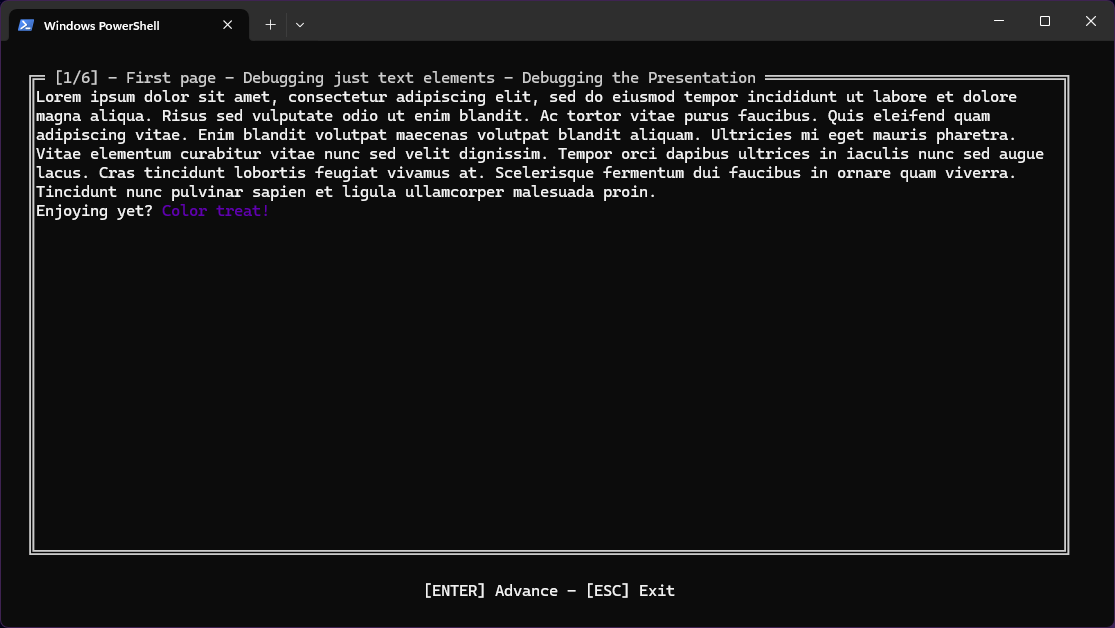 Windows PowerShell
[1/6] - First page - Debugging just text elements - Debugging the Presentation
Lorem ipsum dolor sit amet, consectetur adipiscing elit, sed do eiusmod tempor incididunt ut labore et dolore
magna aliqua. Risus sed vulputate odio ut enim blandit. Ac tortor vitae purus faucibus. Quis eleifend quam
adipiscing vitae. Enim blandit volutpat maecenas volutpat blandit aliquam. Ultricies mi eget mauris pharetra.
Vitae elementum curabitur vitae nunc sed velit dignissim. Tempor orci dapibus ultrices in iaculis nunc sed augue
lacus. Cras tincidunt lobortis feugiat vivamus at. Scelerisque fermentum dui faucibus in ornare quam viverra.
Tincidunt nunc pulvinar sapien et ligula ullamcorper malesuada proin.
Enjoying yet? Color treat!
[ENTER] Advance - [ESC] Exit